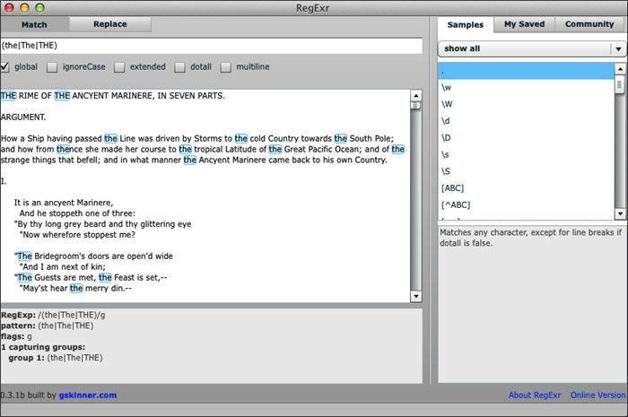 RegExr
Match Replace
(the|The|THE)
global ignoreCase extended dotall multiline
THE RIME OF THE ANCYENT MARINERE, IN SEVEN PARTS.
ARGUMENT.
How a Ship having passed the Line was driven by Storms to the cold Country towards the South Pole;
and how from thence she made her course to the tropical Latitude of the Great Pacific Ocean; and of the
strange things that befell; and in what manner the Ancyent Marinere came back to his own Country.
I.
It is an ancyent Marinere,
And he stoppeth one of three:
"By thy long grey beard and thy glittering eye
"Now wherefore stoppest me?
"The Bridegroom's doors are open'd wide
"And I am next of kin;
"The Guests are met, the Feast is set,--
"May'st hear the merry din.--
RegExp: /(the|The|THE)/g
pattern: (the|The|THE)
flags: g
1 capturing groups:
group 1: (the|The|THE)
Samples My Saved Community
show all
.
\w
\W
\d
\D
\s
\S
[ABC]
[^ABC]
Matches any character, except for line breaks if
dotall is false.
0.3.1b built by gskinner.com
About RegExr Online Version